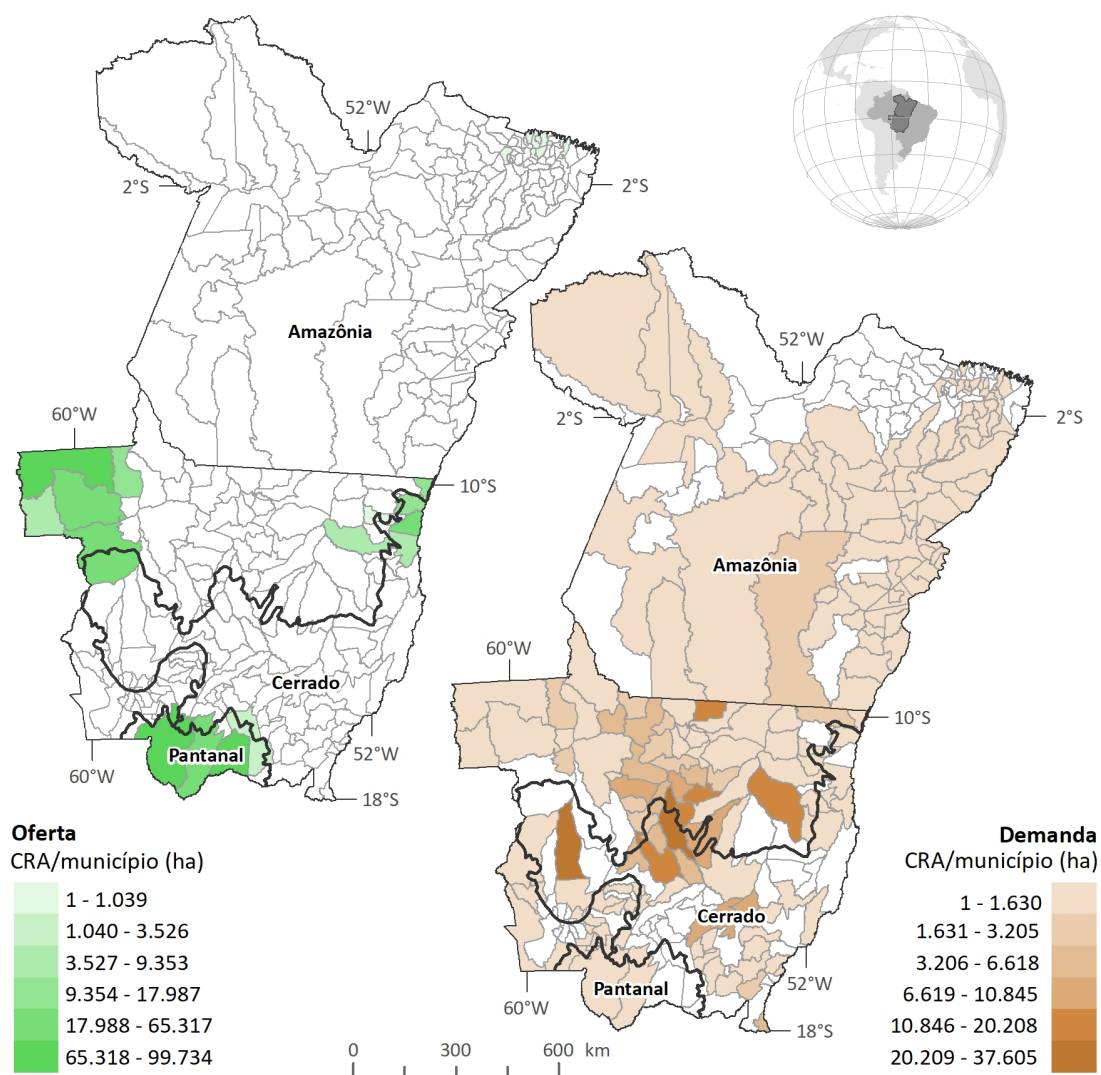 52°W
2°S
2°S
Amazônia
60°W
10°S
Cerrado
Pantanal
52°W
60°W
18°S
52°W
2°S
2°S
Amazônia
60°W
10°S
Cerrado
Pantanal
52°W
60°W
18°S
Oferta
CRA/município (ha)
1 - 1.039
1.040 - 3.526
3.527 - 9.353
9.354 - 17.987
17.988 - 65.317
65.318 - 99.734
Demanda
CRA/município (ha)
1 - 1.630
1.631 - 3.205
3.206 - 6.618
6.619 - 10.845
10.846 - 20.208
20.209 - 37.605
0 300 600 km